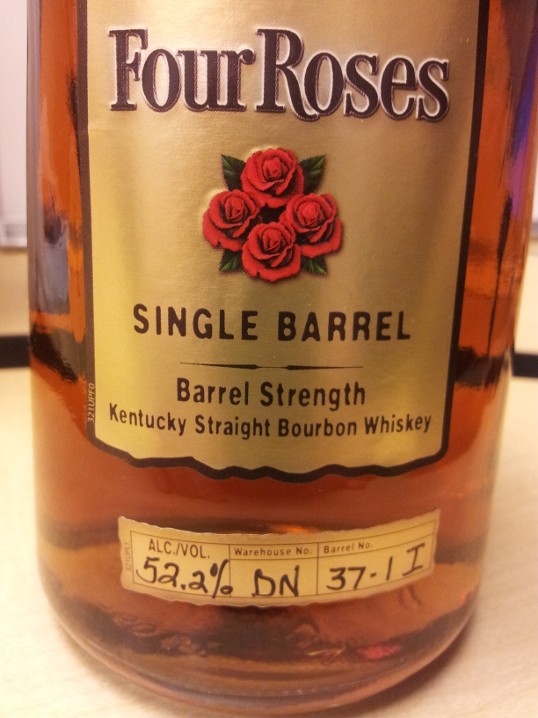 Four Roses
SINGLE BARREL
Barrel Strength
Kentucky Straight Bourbon Whiskey
ALC./VOL. Warehouse No. Barrel No.
52.2% DN 37-1 I